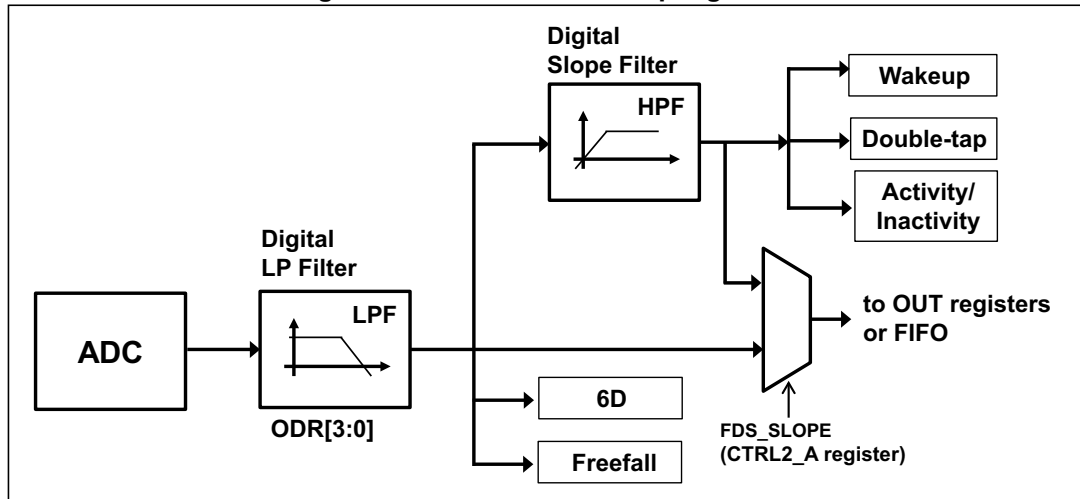 Digital
Slope Filter
HPF
Wakeup
Double-tap
Activity/
Inactivity
Digital
LP Filter
LPF
ADC
ODR[3:0]
to OUT registers
or FIFO
6D
Freefall
FDS_SLOPE
(CTRL2_A register)